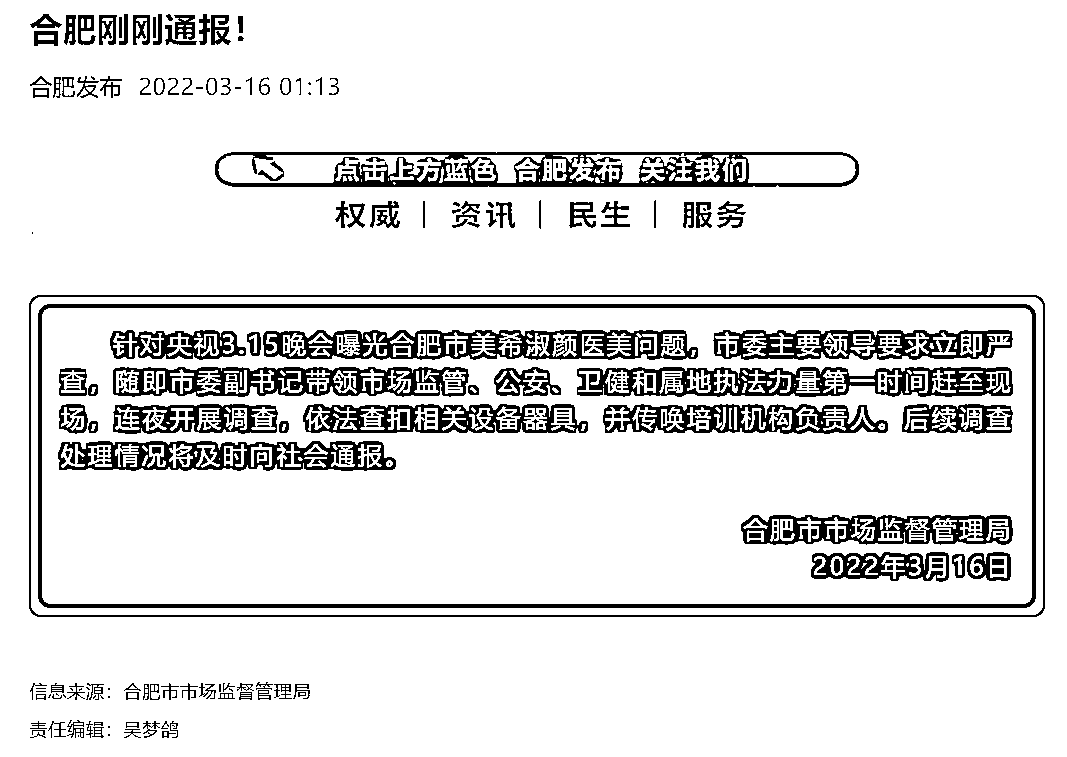 合肥刚刚通报！
合肥发布 2022-03-16 01:13
点击上方蓝色 合肥发布 关注我们
权威 | 资讯 | 民生 | 服务
针对央视3.15晚会曝光合肥市美希淑颜医美问题，市委主要领导要求立即严
查，随即市委副书记带领市场监管、公安、卫健和属地执法力量第一时间赶至现
场，连夜开展调查，依法查扣相关设备器具，并传唤培训机构负责人。后续调查
处理情况将及时向社会通报。
合肥市市场监督管理局
2022年3月16日
信息来源：合肥市市场监督管理局
责任编辑：吴梦鸽